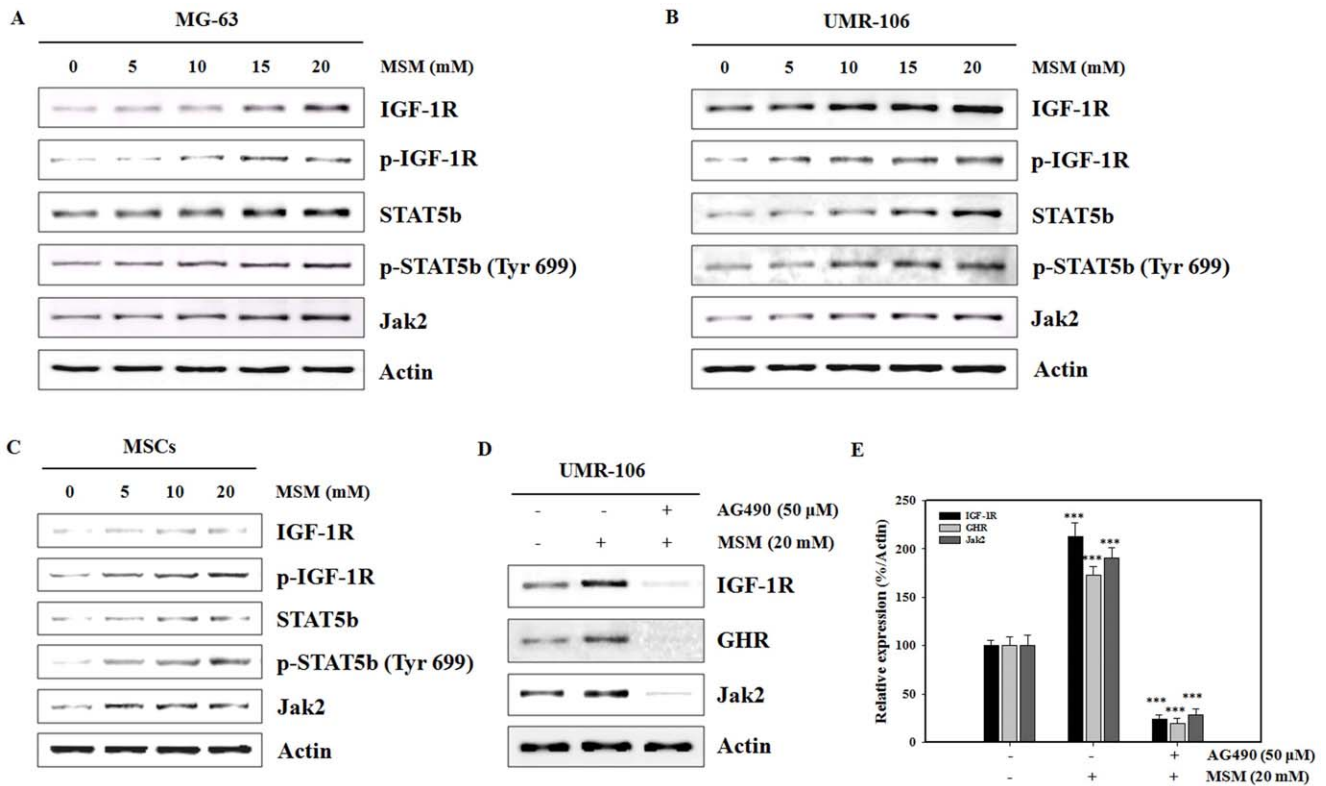 A
MG-63
0 5 10 15 20 MSM (mM)
IGF-1R
p-IGF-1R
STAT5b
p-STAT5b (Tyr 699)
Jak2
Actin
B
UMR-106
0 5 10 15 20 MSM (mM)
IGF-1R
p-IGF-1R
STAT5b
p-STAT5b (Tyr 699)
Jak2
Actin
C
MSCs
0 5 10 20 MSM (mM)
IGF-1R
p-IGF-1R
STAT5b
p-STAT5b (Tyr 699)
Jak2
Actin
D
UMR-106
- - + AG490 (50 µM)
- + + MSM (20 mM)
IGF-1R
GHR
Jak2
Actin
E
Relative expression (%/Actin)
250
200
150
100
50
0
IGF-1R
GHR
Jak2
*** *** ***
*** *** ***
- - + AG490 (50 µM)
- + + MSM (20 mM)